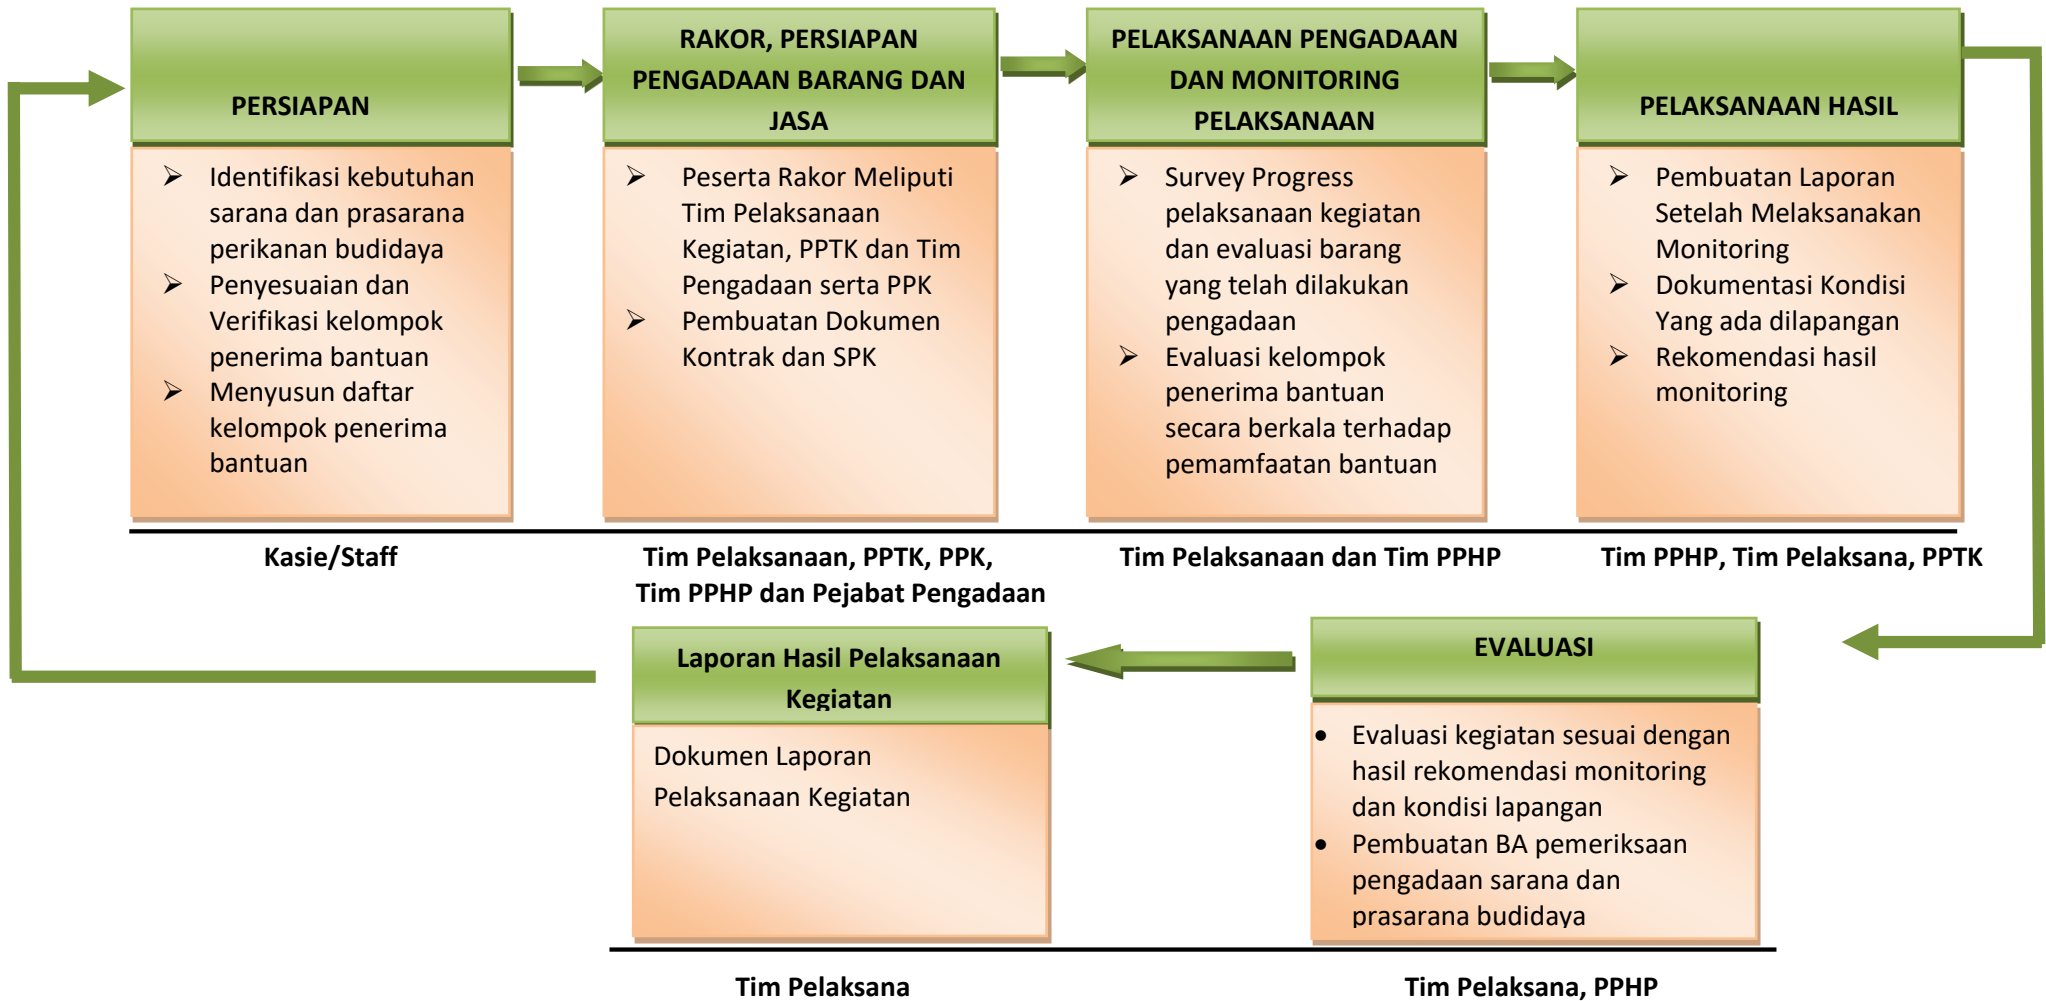 PERSIAPAN
➢ Identifikasi kebutuhan
sarana dan prasarana
perikanan budidaya
➢ Penyesuaian dan
Verifikasi kelompok
penerima bantuan
➢ Menyusun daftar
kelompok penerima
bantuan
Kasie/Staff
RAKOR, PERSIAPAN
PENGADAAN BARANG DAN
JASA
➢ Peserta Rakor Meliputi
Tim Pelaksanaan
Kegiatan, PPTK dan Tim
Pengadaan serta PPK
➢ Pembuatan Dokumen
Kontrak dan SPK
Tim Pelaksanaan, PPTK, PPK,
Tim PPHP dan Pejabat Pengadaan
PELAKSANAAN PENGADAAN
DAN MONITORING
PELAKSANAAN
➢ Survey Progress
pelaksanaan kegiatan
dan evaluasi barang
yang telah dilakukan
pengadaan
➢ Evaluasi kelompok
penerima bantuan
secara berkala terhadap
pemamfaatan bantuan
Tim Pelaksanaan dan Tim PPHP
PELAKSANAAN HASIL
➢ Pembuatan Laporan
Setelah Melaksanakan
Monitoring
➢ Dokumentasi Kondisi
Yang ada dilapangan
➢ Rekomendasi hasil
monitoring
Tim PPHP, Tim Pelaksana, PPTK
EVALUASI
• Evaluasi kegiatan sesuai dengan
hasil rekomendasi monitoring
dan kondisi lapangan
• Pembuatan BA pemeriksaan
pengadaan sarana dan
prasarana budidaya
Tim Pelaksana, PPHP
Laporan Hasil Pelaksanaan
Kegiatan
Dokumen Laporan
Pelaksanaan Kegiatan
Tim Pelaksana